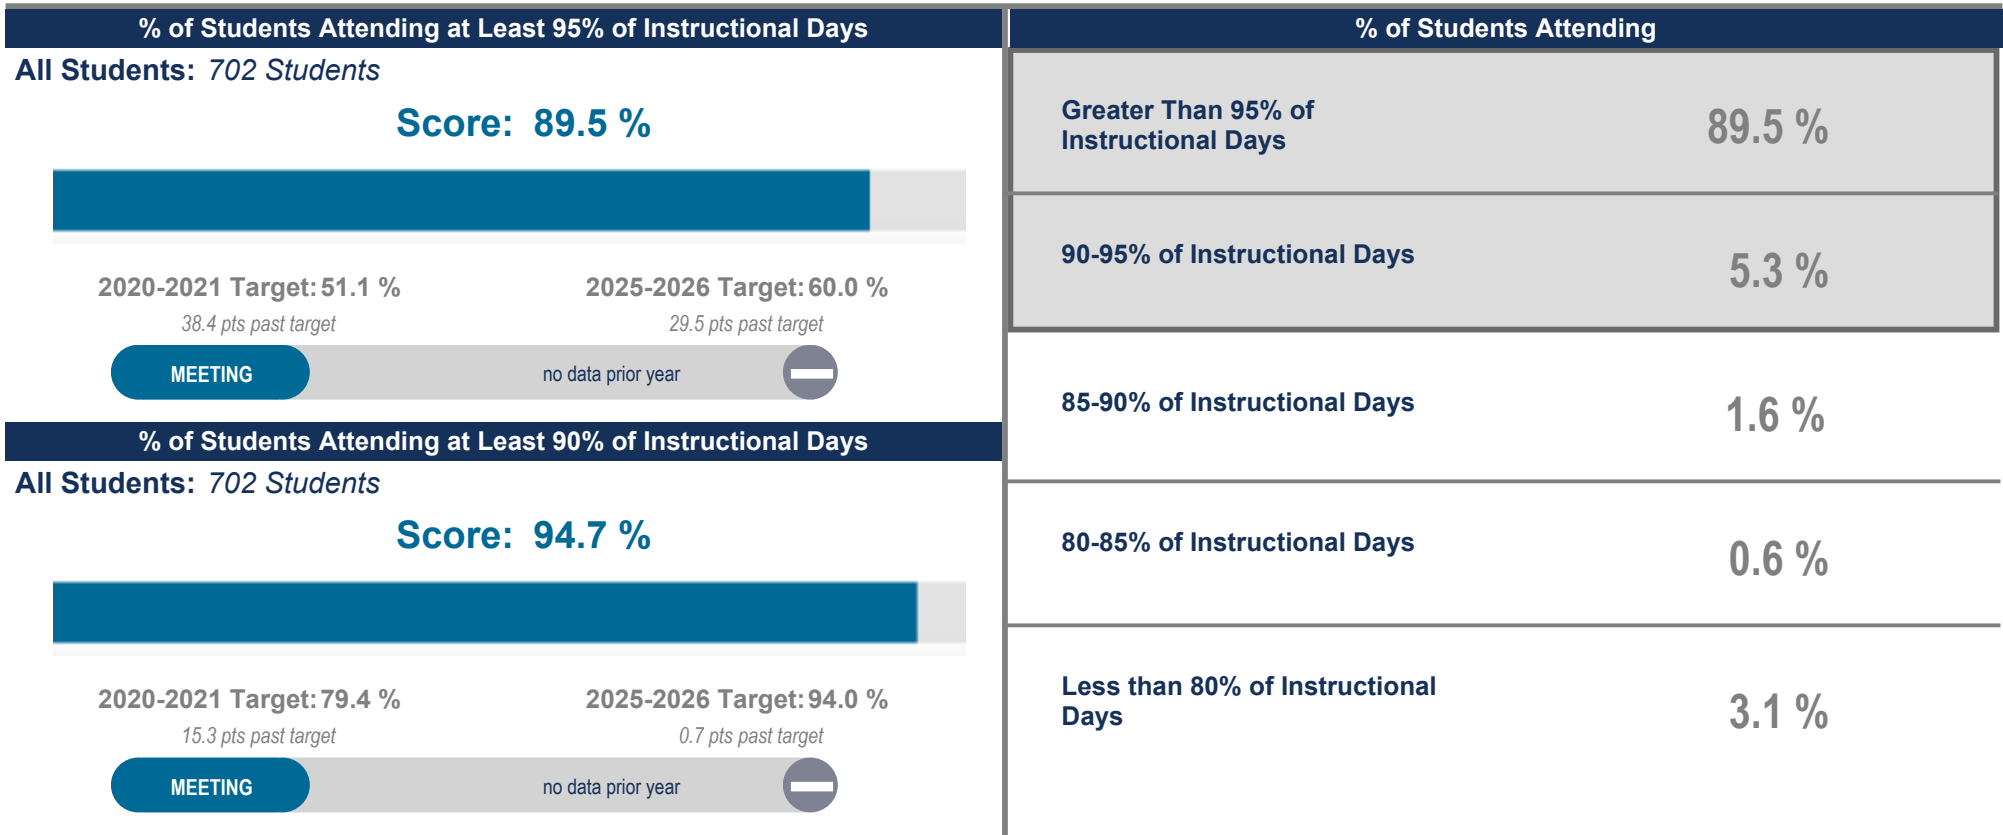 % of Students Attending at Least 95% of Instructional Days
All Students: 702 Students
Score: 89.5 %
2020-2021 Target: 51.1 %
2025-2026 Target: 60.0 %
38.4 pts past target
29.5 pts past target
MEETING
no data prior year
% of Students Attending at Least 90% of Instructional Days
All Students: 702 Students
Score: 94.7 %
2020-2021 Target: 79.4 %
2025-2026 Target: 94.0 %
15.3 pts past target
0.7 pts past target
MEETING
no data prior year
% of Students Attending
Greater Than 95% of
Instructional Days
89.5 %
90-95% of Instructional Days
5.3 %
85-90% of Instructional Days
1.6 %
80-85% of Instructional Days
0.6 %
Less than 80% of Instructional
Days
3.1 %